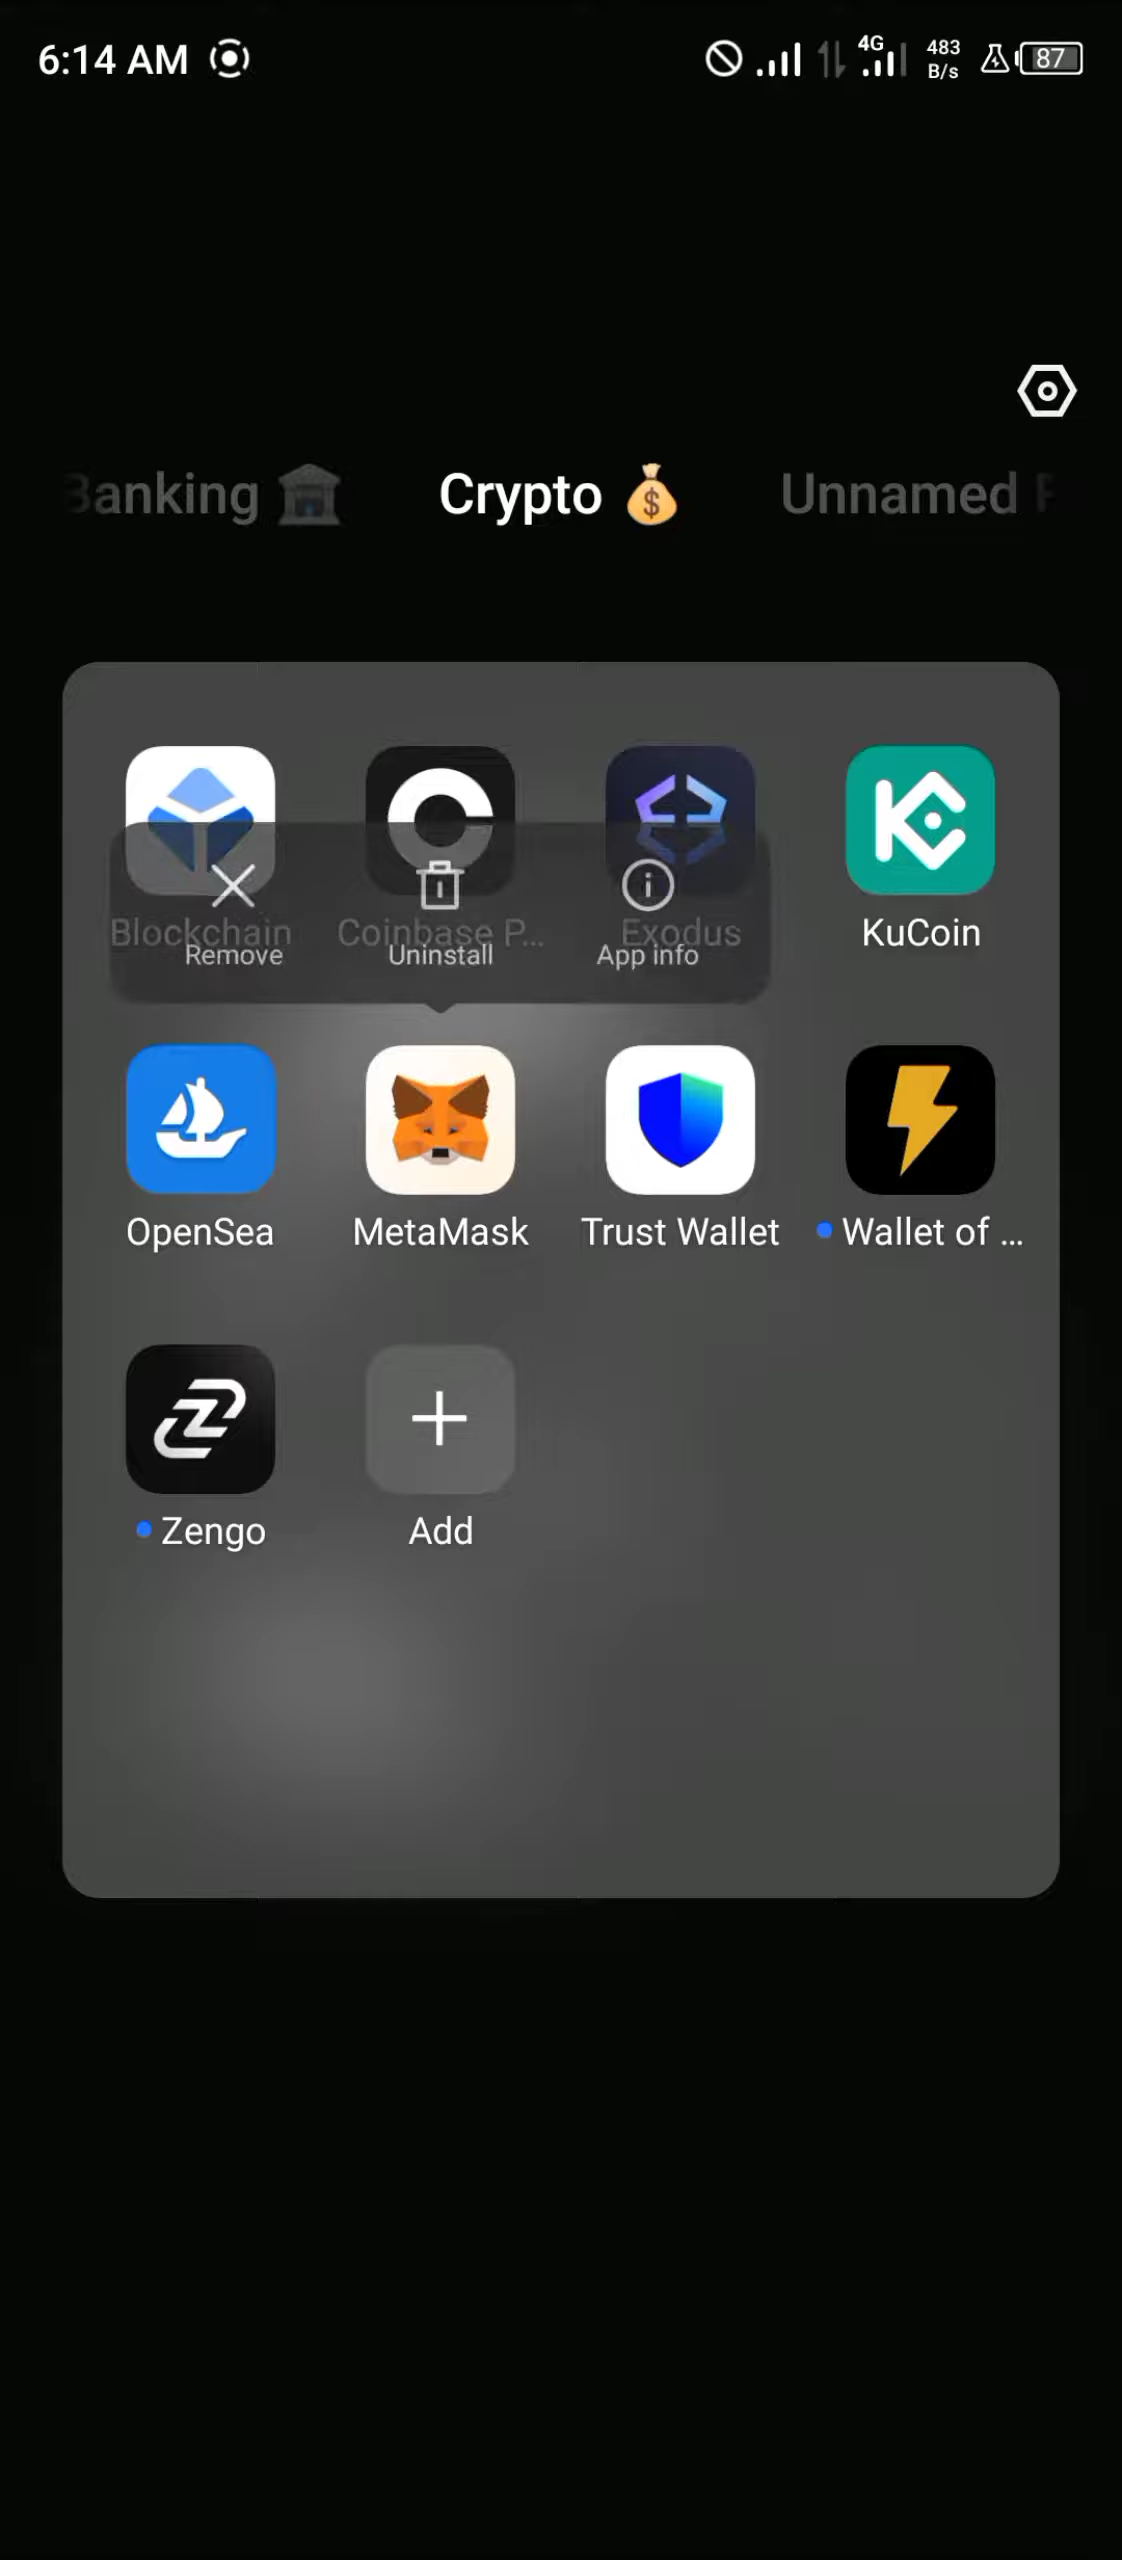 6:14 AM
4G 483 B/s 87
Banking Crypto Unnamed
Blockchain Coinbase P... Exodus KuCoin
Remove Uninstall App info
OpenSea MetaMask Trust Wallet Wallet of ...
Zengo Add